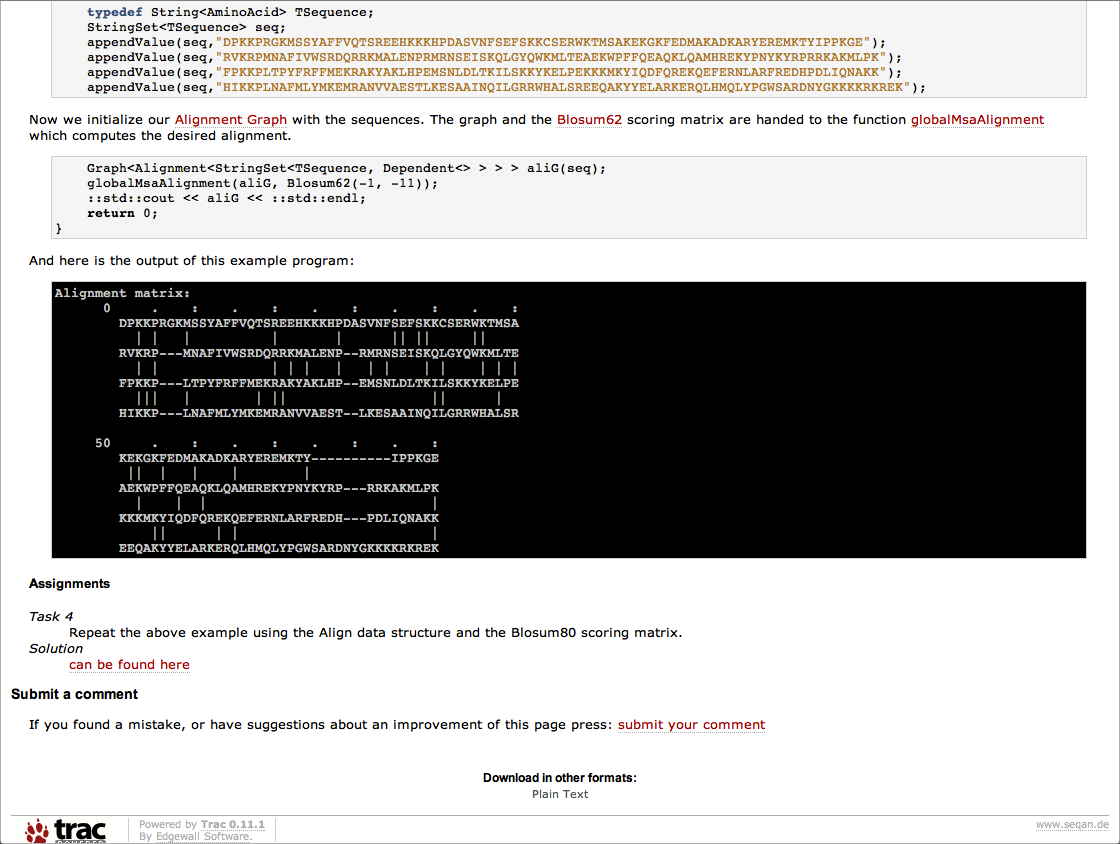 typedef String<AminoAcid> TSequence;
StringSet<TSequence> seq;
appendValue(seq,"DPKKPRGKMSSYAFFVQTSREEHKKKHPDASVNFSEFSKKCSERWKTMSAKEKGKFEDMAKADKARYEREMKTYIPPKGE");
appendValue(seq,"RVKRPMNAFIVWSRDQRRKMALENPRMRNSEISKQLGYQWKMLTEAEKWPFFQEAQKLQAMHREKYPNYKYRPRRKAKMLPK");
appendValue(seq,"FPKKPLTPYFRFFMEKRAKYAKLHPEMSNLDLTKILSKKYKELPEKKKMKYIQDFQREKQEFERNLARFREDHPDLIQNAKK");
appendValue(seq,"HIKKPLNAFMLYMKEMRANVVAESTLKESAAINQILGRRWHALSREEQAKYYELARKERQLHMQLYPGWSARDNYGKKKKRKREK");
Now we initialize our Alignment Graph with the sequences. The graph and the Blosum62 scoring matrix are handed to the function globalMsaAlignment
which computes the desired alignment.
Graph<Alignment<StringSet<TSequence, Dependent<> > > > aliG(seq);
globalMsaAlignment(aliG, Blosum62(-1, -11));
::std::cout << aliG << ::std::endl;
return 0;
}
And here is the output of this example program:
Alignment matrix:
0     .    :    .    :    .    :    .    :    .    :
DPKKPRGKMSSYAFFVQTSREEHKKKHPDASVNFSEFSKKCSERWKTMSA
  | |   |          |       |      || ||     ||
RVKRP---MNAFIVWSRDQRRKMALENP--RMRNSEISKQLGYQWKMLTE
  | |              | | |   |   | |    | |    | | |
FPKKP---LTPYFRFFMEKRAKYAKLHP--EMSNLDLTKILSKKYKELPE
  |||   |        | ||                  ||      |
HIKKP---LNAFMLYMKEMRANVVAEST--LKESAAINQILGRRWHALSR
50     .    :    .    :    .    :    .    :
KEKGKFEDMAKADKARYEREMKTY----------IPPKGE
 ||  |   |    |        |
AEKWPFFQEAQKLQAMHREKYPNYKYRP---RRKAKMLPK
  |    |  |                            |
KKKMKYIQDFQREKQEFERNLARFREDH---PDLIQNAKK
    ||      | |                        |
EEQAKYYELARKERQLHMQLYPGWSARDNYGKKKKRKREK
Assignments
Task 4
Repeat the above example using the Align data structure and the Blosum80 scoring matrix.
Solution
can be found here
Submit a comment
If you found a mistake, or have suggestions about an improvement of this page press: submit your comment
Download in other formats:
Plain Text
trac
POWERED
Powered by Trac 0.11.1
By Edgewall Software.
www.seqan.de